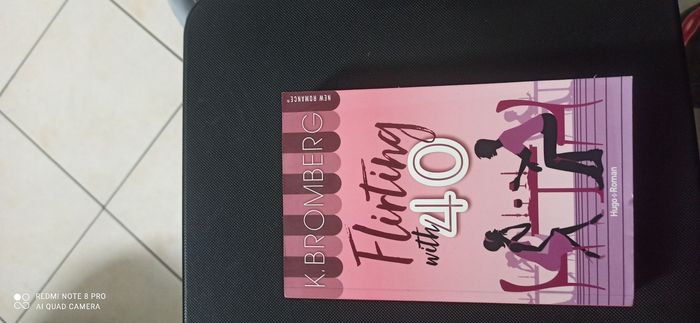 NEW ROMANCE®
K. BROMBERG
Flirting
with
40
Hugo Roman
REDMI NOTE 8 PRO
AI QUAD CAMERA